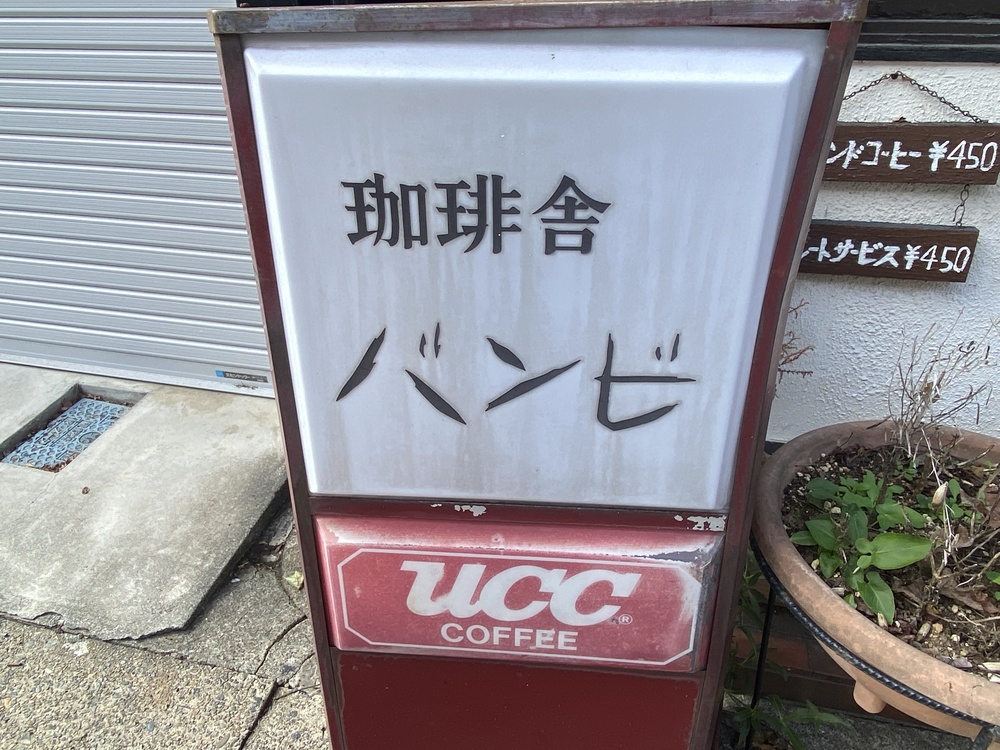 珈琲舎
バンビ
UCC®
COFFEE
ンドコーヒー ¥450
ートサービス ¥450